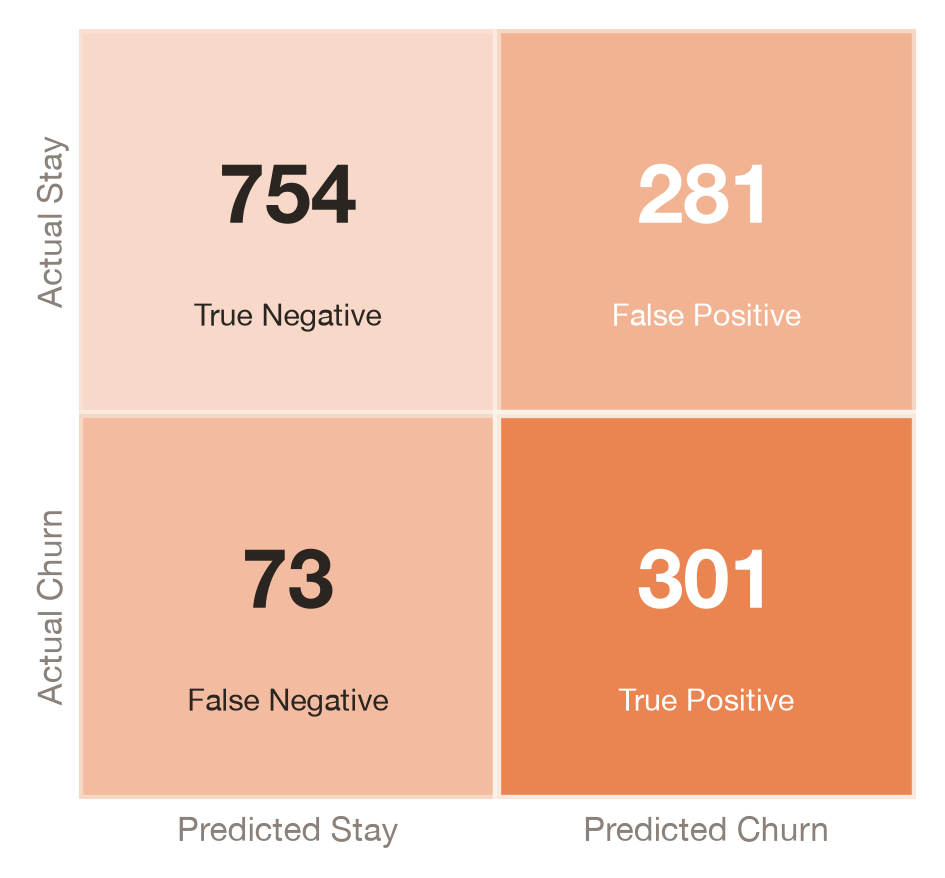 Actual Stay
754
True Negative
281
False Positive
Actual Churn
73
False Negative
301
True Positive
Predicted Stay
Predicted Churn